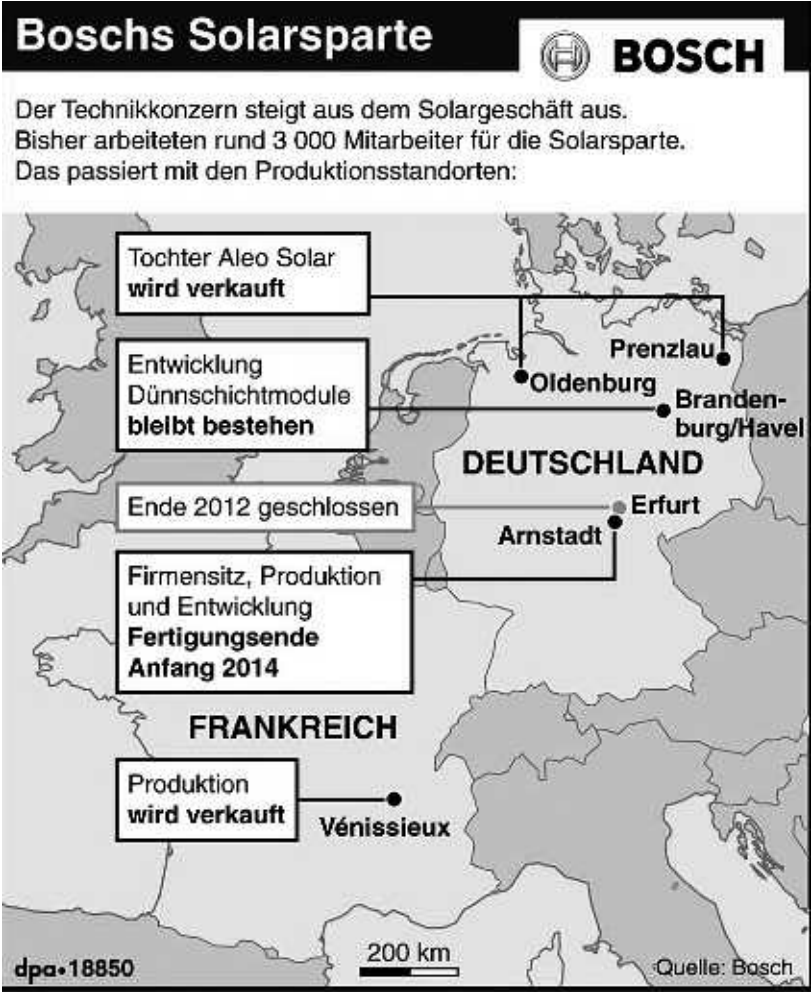 Boschs Solarsparte
BOSCH
Der Technikkonzern steigt aus dem Solargeschäft aus.
Bisher arbeiteten rund 3 000 Mitarbeiter für die Solarsparte.
Das passiert mit den Produktionsstandorten:
Tochter Aleo Solar
wird verkauft
Prenzlau
Oldenburg
Entwicklung
Dünnschichtmodule
bleibt bestehen
Branden-
burg/Havel
DEUTSCHLAND
Ende 2012 geschlossen
Erfurt
Arnstadt
Firmensitz, Produktion
und Entwicklung
Fertigungsende
Anfang 2014
FRANKREICH
Produktion
wird verkauft
Vénissieux
200 km
dpa•18850
Quelle: Bosch